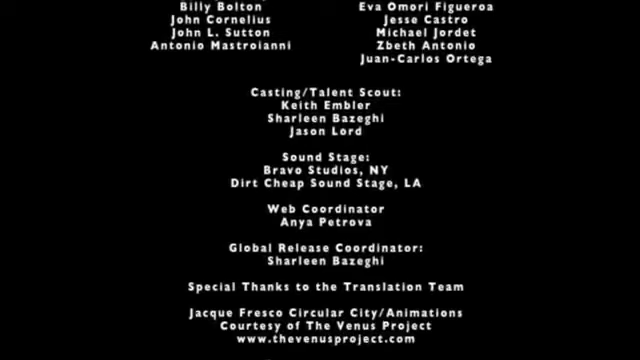 Billy Bolton
John Cornelius
John L. Sutton
Antonio Mastroianni
Eva Omori Figueroa
Jesse Castro
Michael Jordet
Zbeth Antonio
Juan-Carlos Ortega
Casting/Talent Scout:
Keith Embler
Sharleen Bazeghi
Jason Lord
Sound Stage:
Bravo Studios, NY
Dirt Cheap Sound Stage, LA
Web Coordinator
Anya Petrova
Global Release Coordinator:
Sharleen Bazeghi
Special Thanks to the Translation Team
Jacque Fresco Circular City/Animations
Courtesy of The Venus Project
www.thevenusproject.com